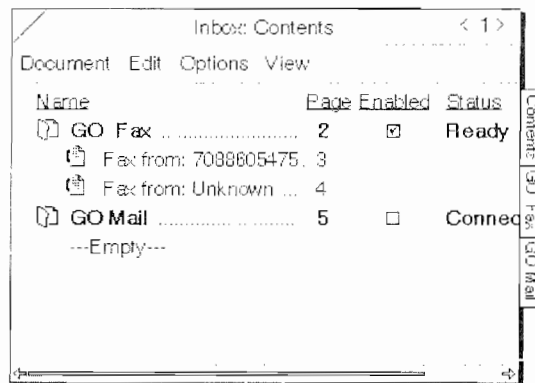 Inbox: Contents < 1 >
Document Edit Options View
Name Page Enabled Status
GO Fax ........................ 2 Ready
Fax from: 7088605475. 3
Fax from: Unknown ... 4
GO Mail ........................ 5 Connec
---Empty---
Contents
GO Fax
GO Mail